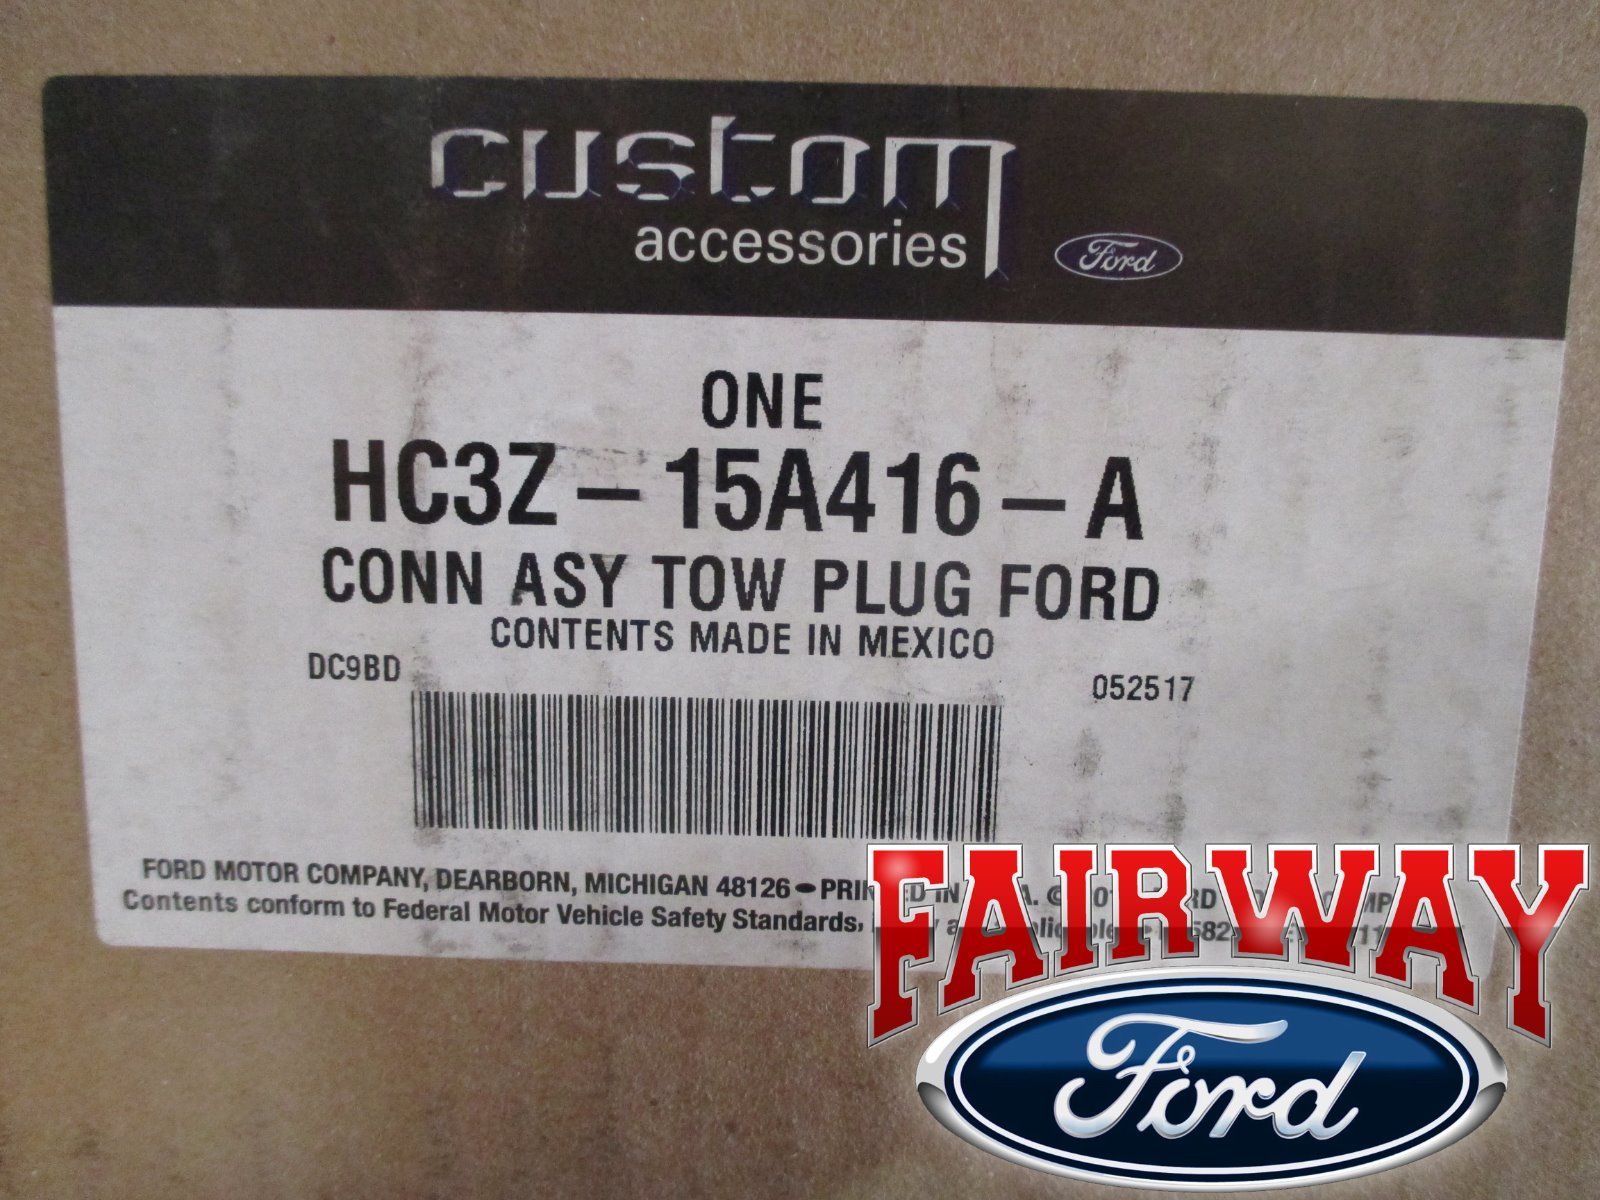 custom
accessories
Ford
ONE
HC3Z – 15A416 – A
CONN ASY TOW PLUG FORD
CONTENTS MADE IN MEXICO
DC9BD
052517
FORD MOTOR COMPANY, DEARBORN, MICHIGAN 48126 – IN
Contents conform to Federal Motor Vehicle Safety Standards,
FAIRWAY
Ford